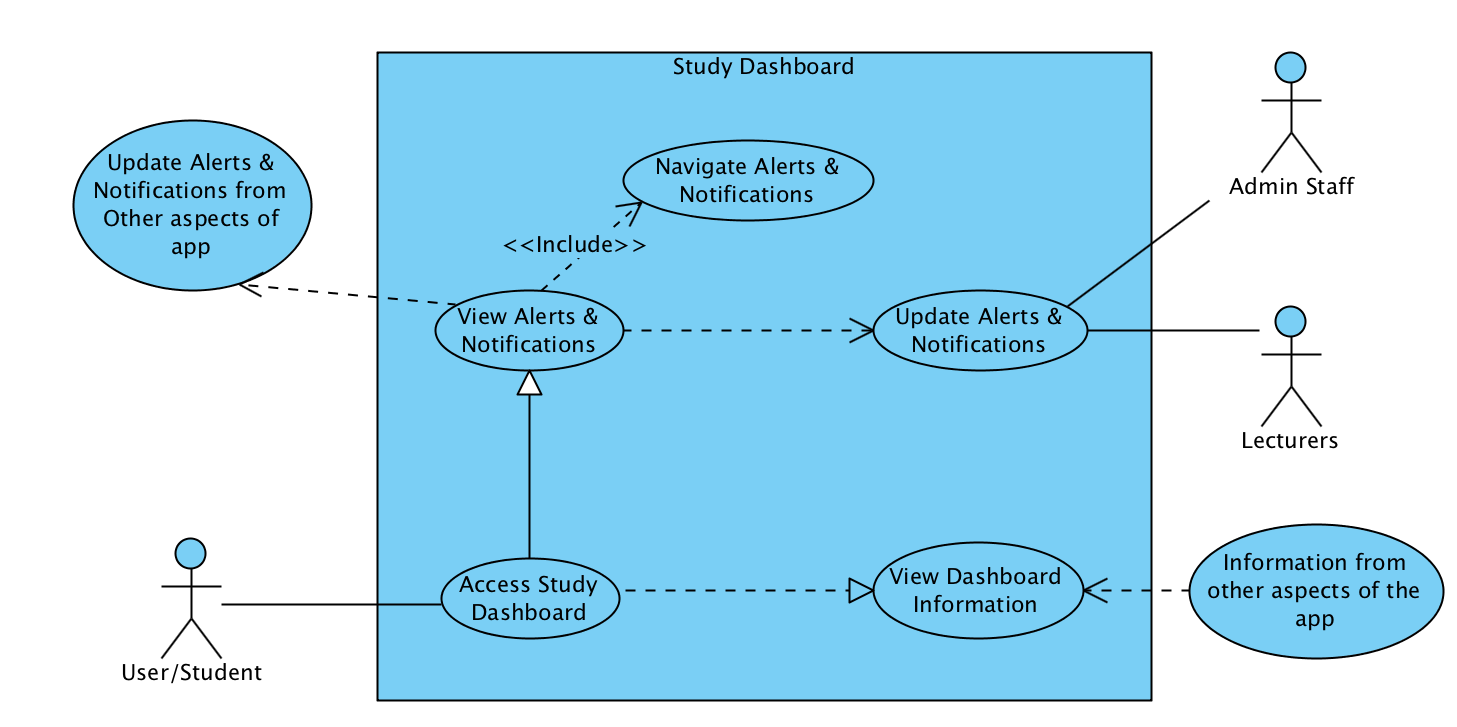 Study Dashboard
Update Alerts &
Notifications from
Other aspects of
app
Navigate Alerts &
Notifications
Admin Staff
<<Include>>
View Alerts &
Notifications
Update Alerts &
Notifications
Lecturers
Access Study
Dashboard
View Dashboard
Information
Information from
other aspects of the
app
User/Student